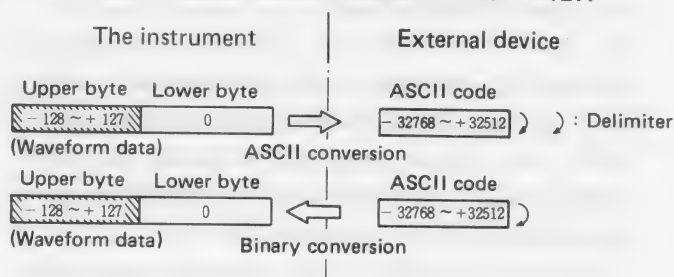 The instrument External device
Upper byte Lower byte ASCII code
− 128 ~ + 127 0 − 32768 ~ +32512 : Delimiter
(Waveform data) ASCII conversion
Upper byte Lower byte ASCII code
− 128 ~ + 127 0 − 32768 ~ +32512
(Waveform data) Binary conversion